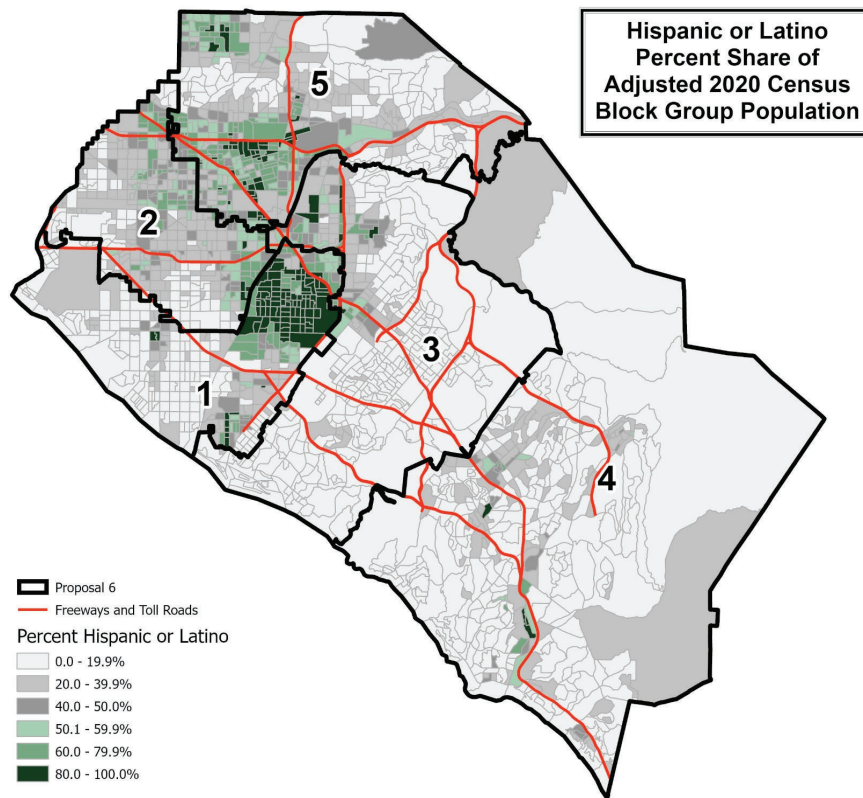 Hispanic or Latino
Percent Share of
Adjusted 2020 Census
Block Group Population
5
2
3
1
4
Proposal 6
Freeways and Toll Roads
Percent Hispanic or Latino
0.0 - 19.9%
20.0 - 39.9%
40.0 - 50.0%
50.1 - 59.9%
60.0 - 79.9%
80.0 - 100.0%